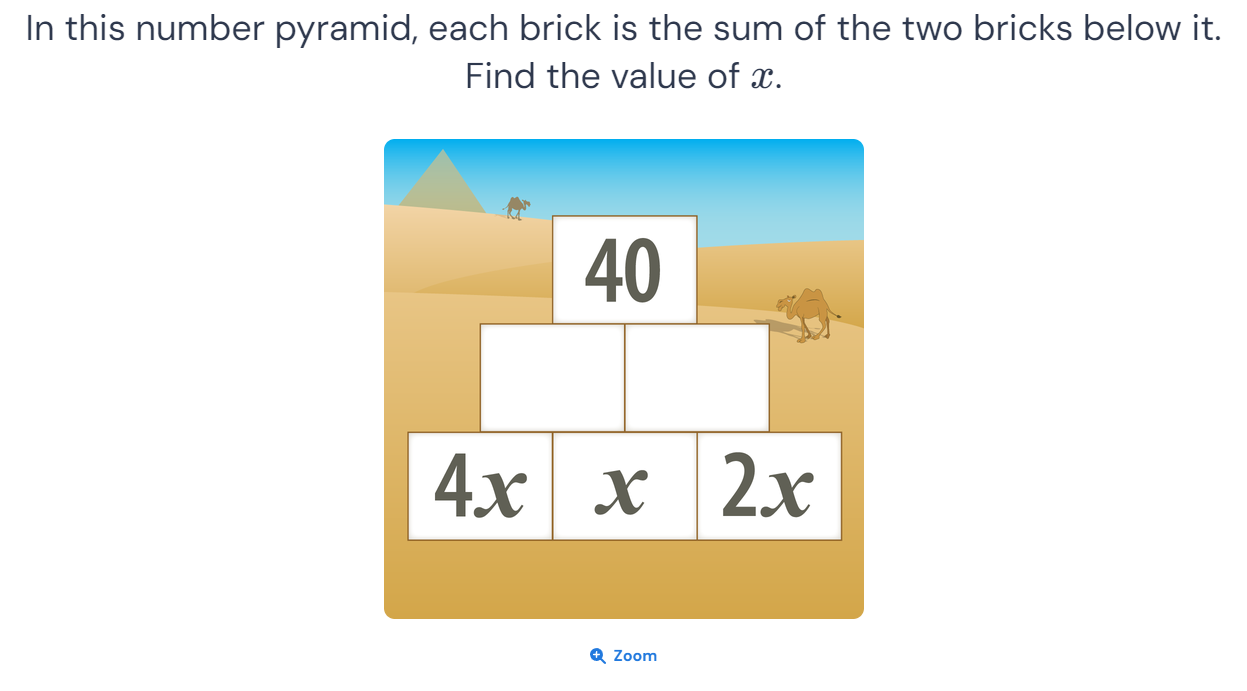 In this number pyramid, each brick is the sum of the two bricks below it.
Find the value of x.
40
4x x 2x
Zoom